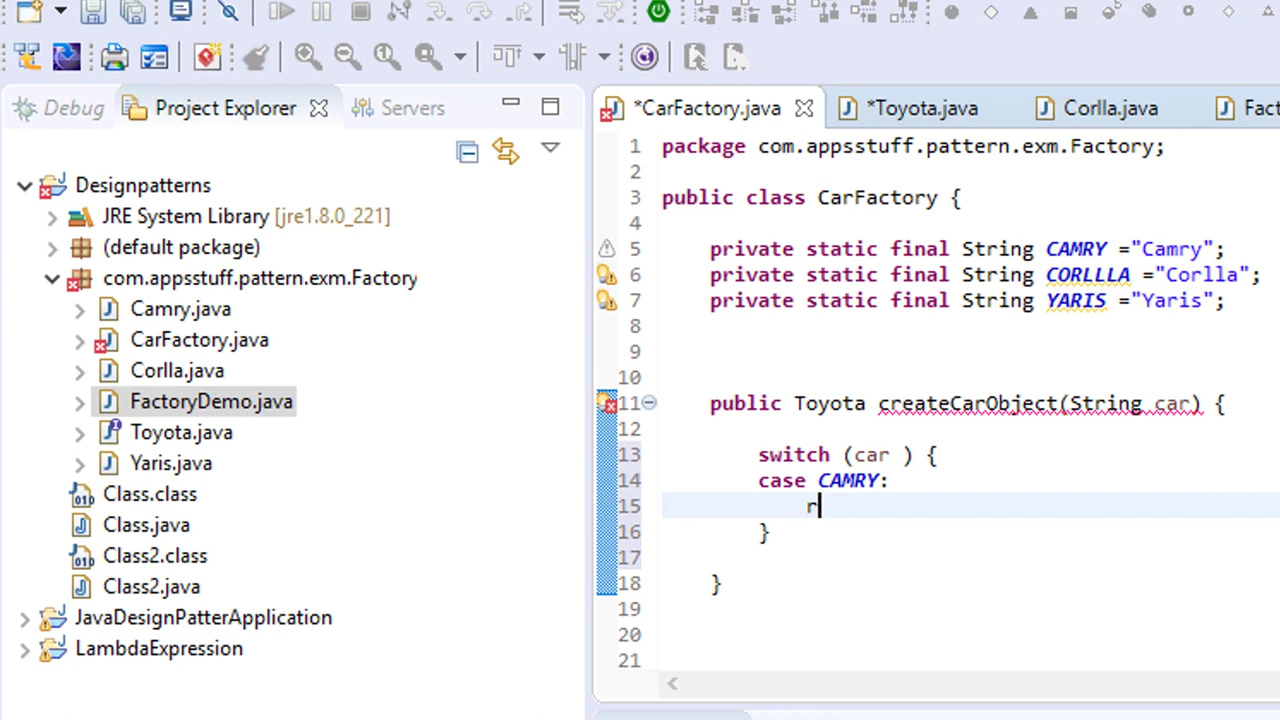 Debug
Project Explorer
Servers
Designpatterns
JRE System Library [jre1.8.0_221]
(default package)
com.appsstuff.pattern.exm.Factory
Camry.java
CarFactory.java
Corlla.java
FactoryDemo.java
Toyota.java
Yaris.java
Class.class
Class.java
Class2.class
Class2.java
JavaDesignPatterApplication
LambdaExpression
*CarFactory.java
*Toyota.java
Corlla.java
Fact
1 package com.appsstuff.pattern.exm.Factory;
2
3 public class CarFactory {
4
5 private static final String CAMRY ="Camry";
6 private static final String CORLLLA ="Corlla";
7 private static final String YARIS ="Yaris";
8
9
10
11 public Toyota createCarObject(String car) {
12
13 switch (car ) {
14 case CAMRY:
15 r
16 }
17
18 }
19
20
21